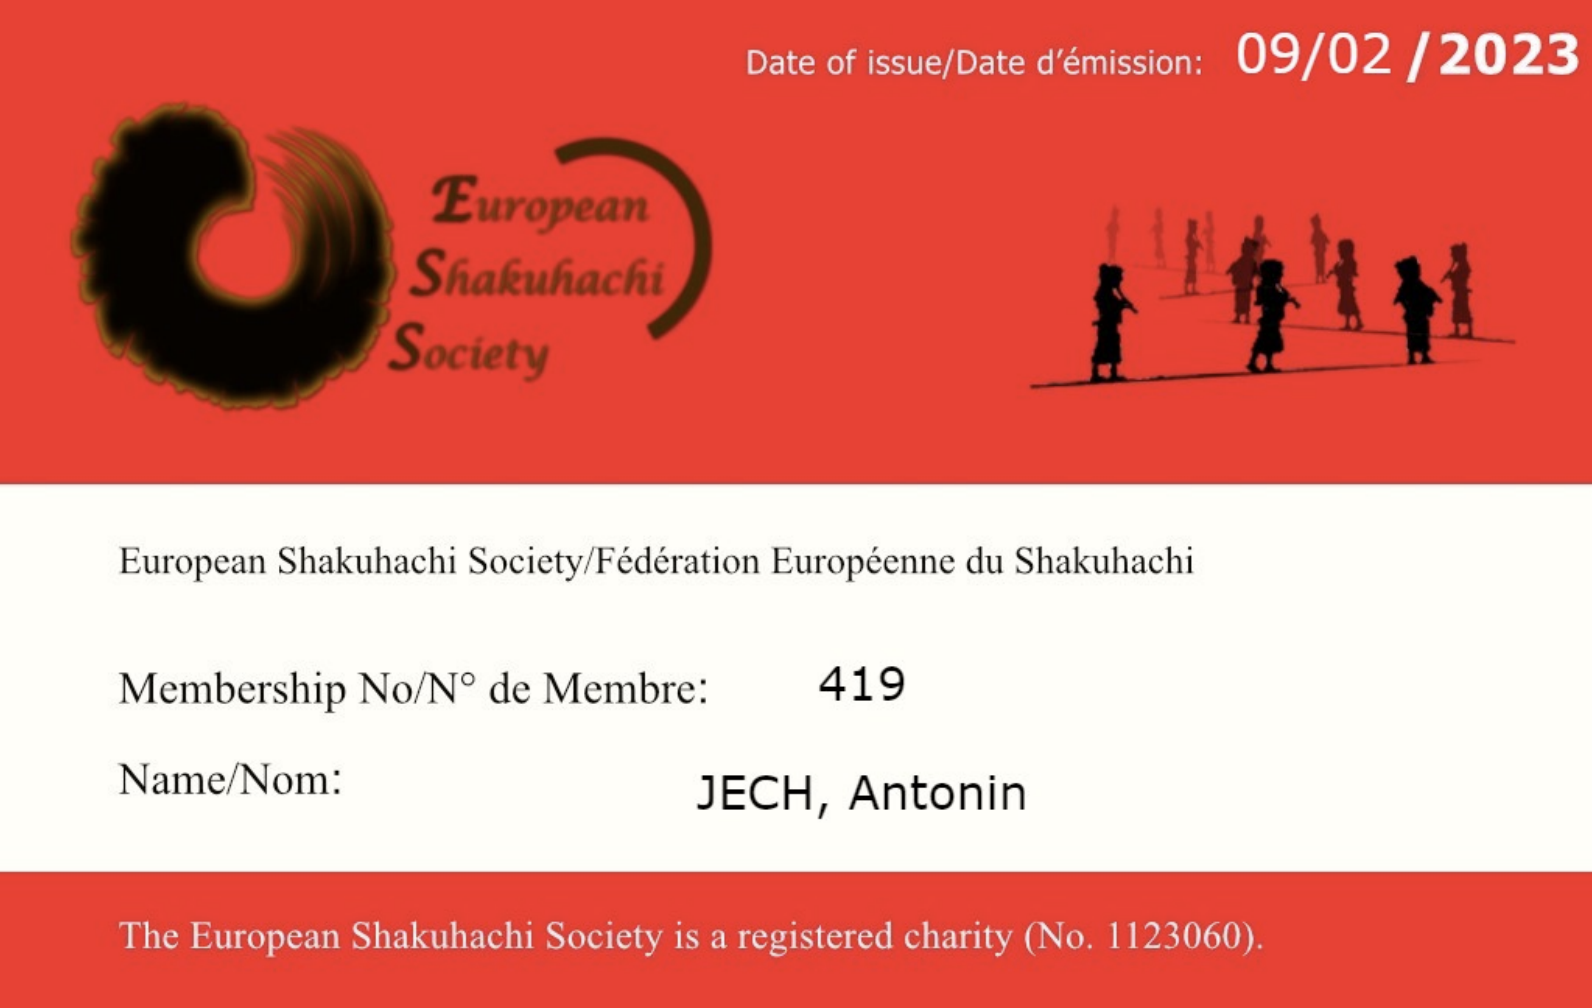 Date of issue/Date d'émission: 09/02 /2023
European
Shakuhachi
Society
European Shakuhachi Society/Fédération Européenne du Shakuhachi
Membership No/N° de Membre: 419
Name/Nom: JECH, Antonin
The European Shakuhachi Society is a registered charity (No. 1123060).